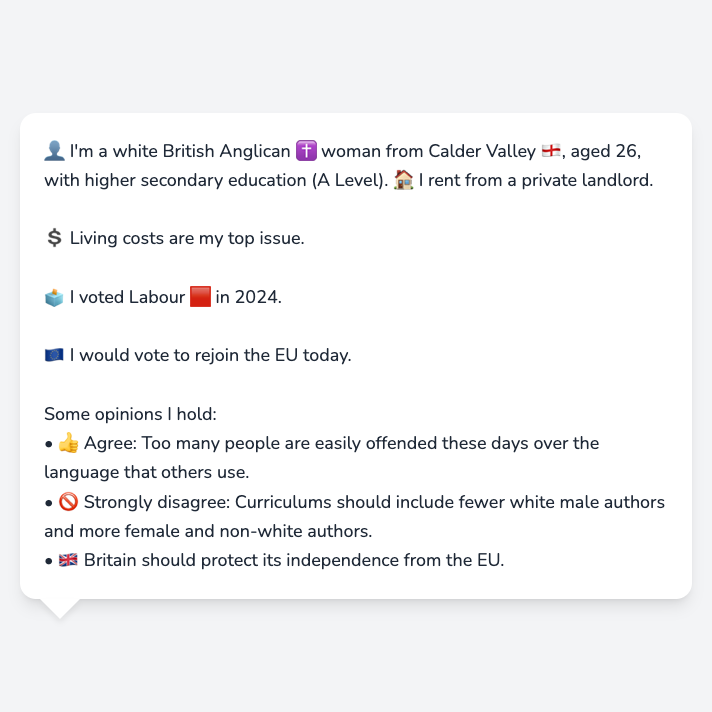 👤 I'm a white British Anglican ✝️ woman from Calder Valley 🏴󠁧󠁢󠁥󠁮󠁧󠁿, aged 26,
with higher secondary education (A Level). 🏠 I rent from a private landlord.
💲 Living costs are my top issue.
🗳️ I voted Labour 🟥 in 2024.
🇪🇺 I would vote to rejoin the EU today.
Some opinions I hold:
• 👍 Agree: Too many people are easily offended these days over the
language that others use.
• 🚫 Strongly disagree: Curriculums should include fewer white male authors
and more female and non-white authors.
• 🇬🇧 Britain should protect its independence from the EU.